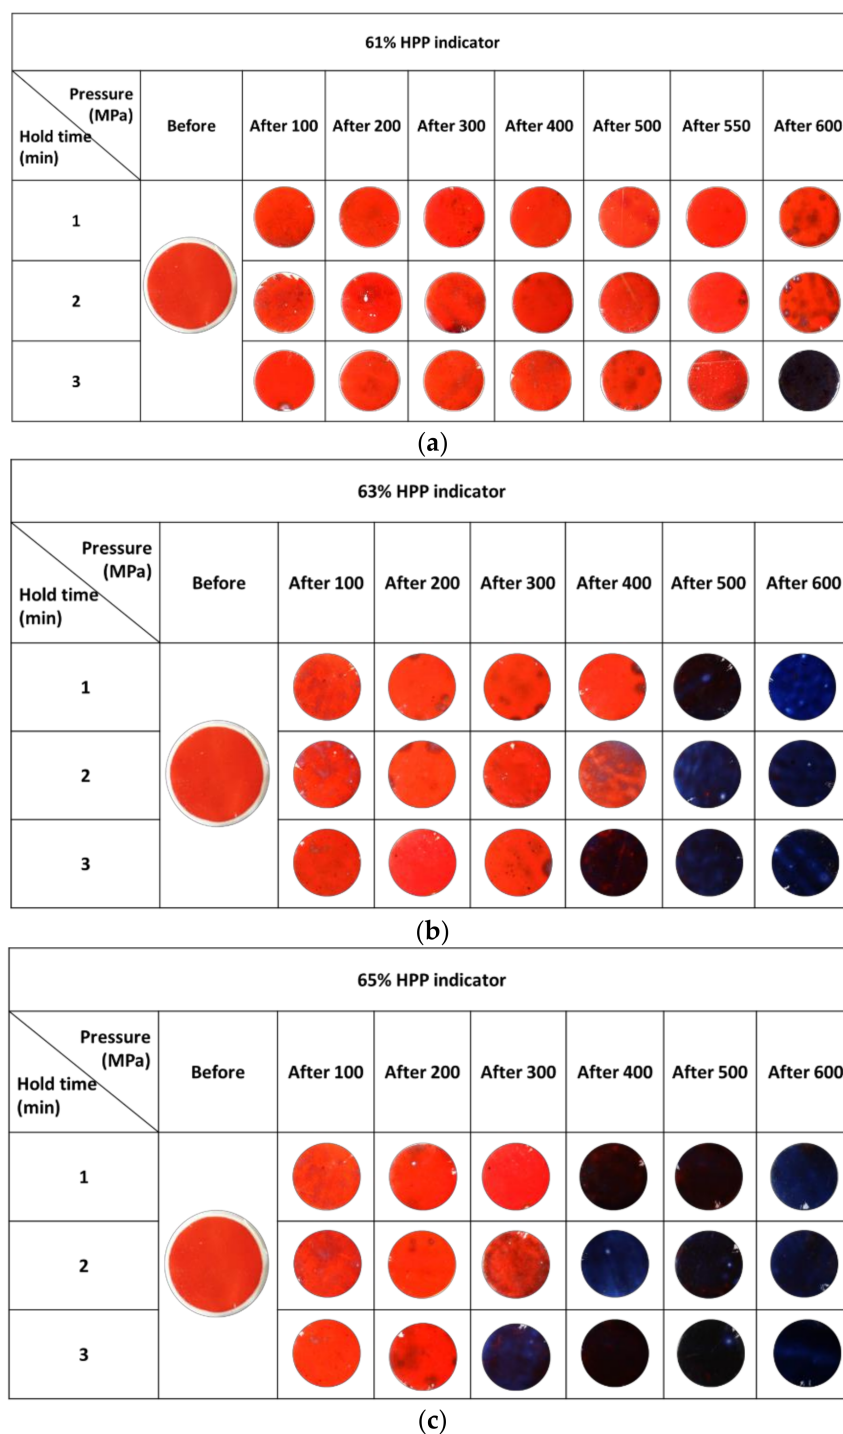 61% HPP indicator
Pressure
(MPa)
Hold time
(min)
Before
After 100
After 200
After 300
After 400
After 500
After 550
After 600
1
2
3
(a)
63% HPP indicator
Pressure
(MPa)
Hold time
(min)
Before
After 100
After 200
After 300
After 400
After 500
After 600
1
2
3
(b)
65% HPP indicator
Pressure
(MPa)
Hold time
(min)
Before
After 100
After 200
After 300
After 400
After 500
After 600
1
2
3
(c)